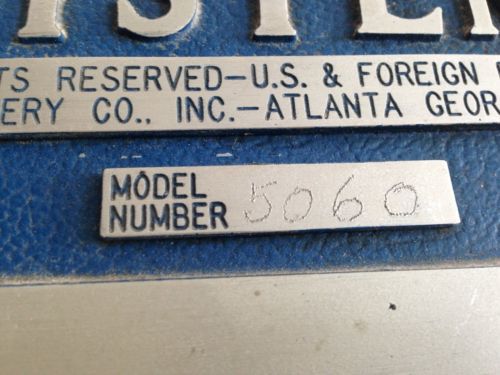 TS RESERVED–U.S. & FOREIGN
ERY CO., INC.–ATLANTA GEOR
MODEL NUMBER 5060